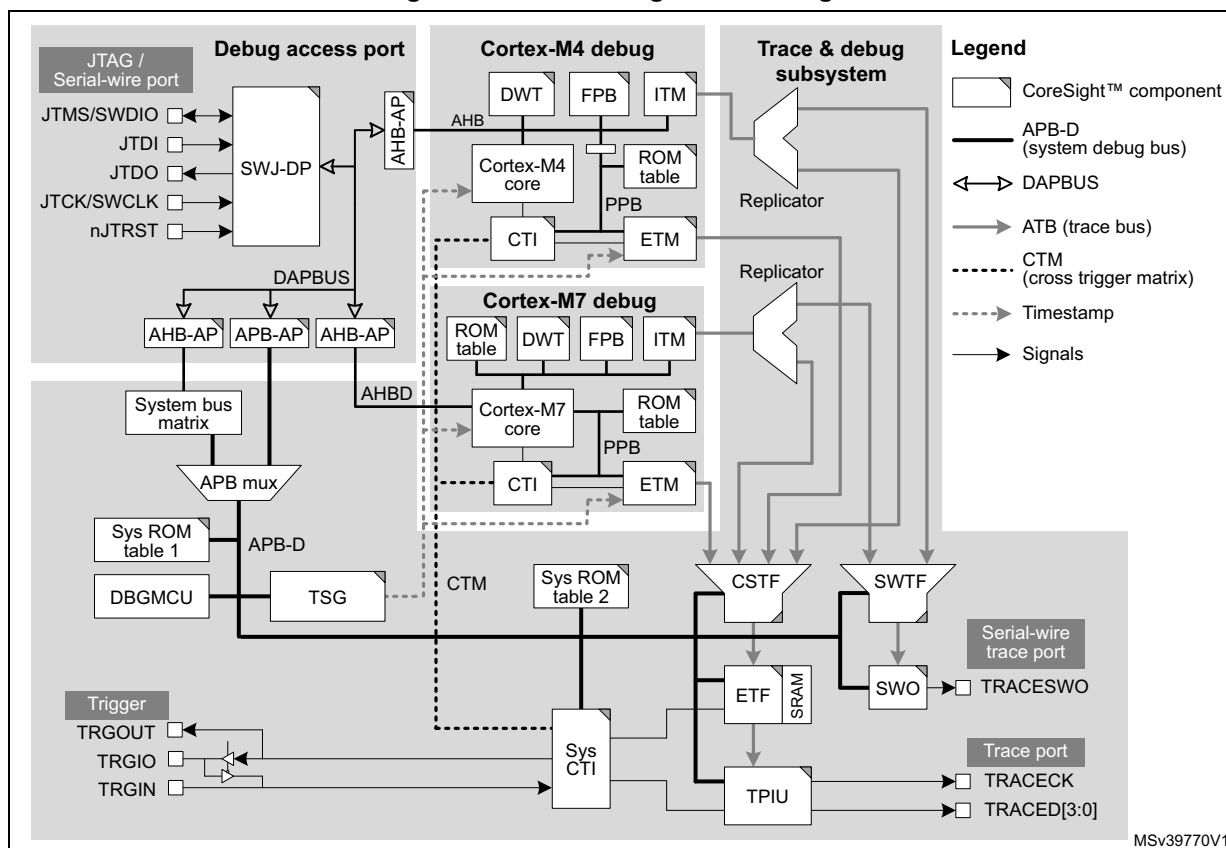 Debug access port
JTAG /
Serial-wire port
JTMS/SWDIO
JTDI
JTDO
JTCK/SWCLK
nJTRST
SWJ-DP
AHB-AP
AHB
DAPBUS
AHB-AP
APB-AP
AHB-AP
Cortex-M4 debug
DWT
FPB
ITM
Cortex-M4
core
ROM
table
PPB
CTI
ETM
Cortex-M7 debug
ROM
table
DWT
FPB
ITM
AHBD
Cortex-M7
core
ROM
table
PPB
CTI
ETM
Trace & debug
subsystem
Replicator
Replicator
Legend
CoreSight™ component
APB-D
(system debug bus)
DAPBUS
ATB (trace bus)
CTM
(cross trigger matrix)
Timestamp
Signals
System bus
matrix
APB mux
Sys ROM
table 1
APB-D
DBGMCU
TSG
CTM
Sys ROM
table 2
CSTF
SWTF
Serial-wire
trace port
ETF
SRAM
SWO
TRACESWO
Trigger
TRGOUT
TRGIO
TRGIN
Sys
CTI
TPIU
Trace port
TRACECK
TRACED[3:0]
MSv39770V1